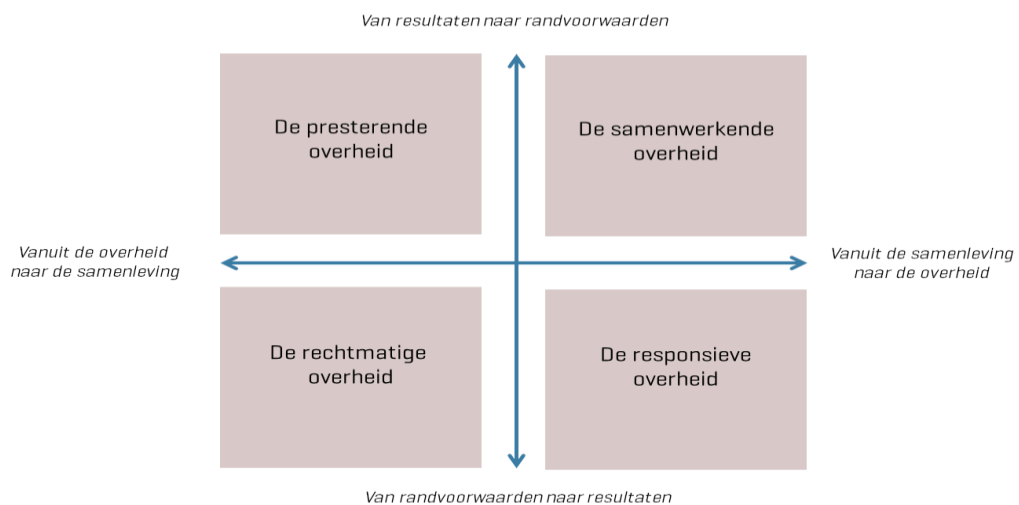 Van resultaten naar randvoorwaarden
De presterende
overheid
De samenwerkende
overheid
Vanuit de overheid
naar de samenleving
Vanuit de samenleving
naar de overheid
De rechtmatige
overheid
De responsieve
overheid
Van randvoorwaarden naar resultaten